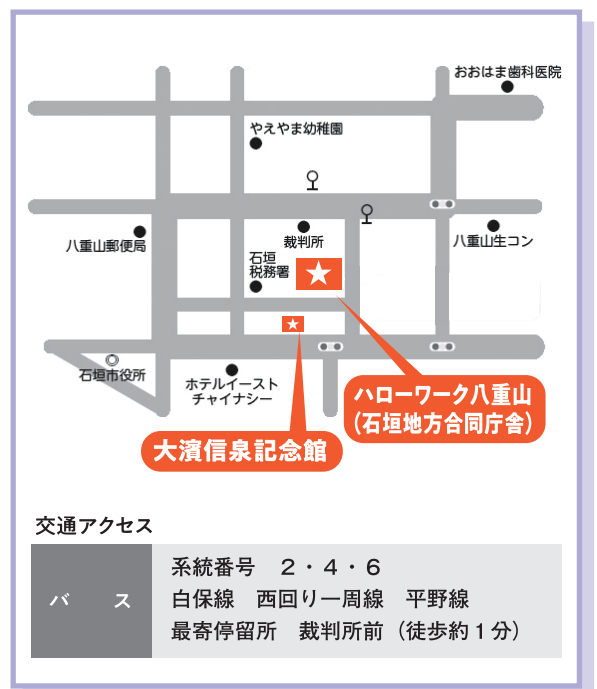 おおはま歯科医院
やえやま幼稚園
八重山郵便局
裁判所
八重山生コン
石垣
税務署
石垣市役所
ホテルイースト
チャイナシー
ハローワーク八重山
(石垣地方合同庁舎)
大濱信泉記念館
交通アクセス
バス
系統番号　２・４・６
白保線　西回り一周線　平野線
最寄停留所　裁判所前（徒歩約１分）